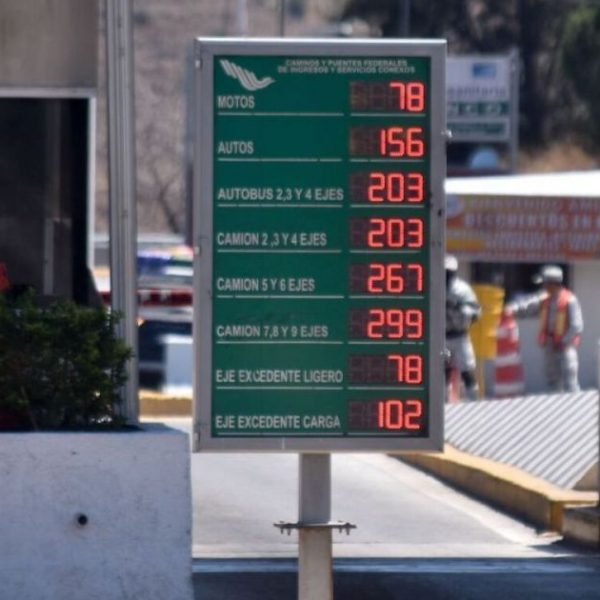 CAMINOS Y PUENTES FEDERALES
DE INGRESOS Y SERVICIOS CONEXOS
MOTOS 78
AUTOS 156
AUTOBUS 2,3 Y 4 EJES 203
CAMION 2 ,3 Y 4 EJES 203
CAMION 5 Y 6 EJES 267
CAMION 7,8 Y 9 EJES 299
EJE EXCEDENTE LIGERO 78
EJE EXCEDENTE CARGA 102
DESCUENTOS EN